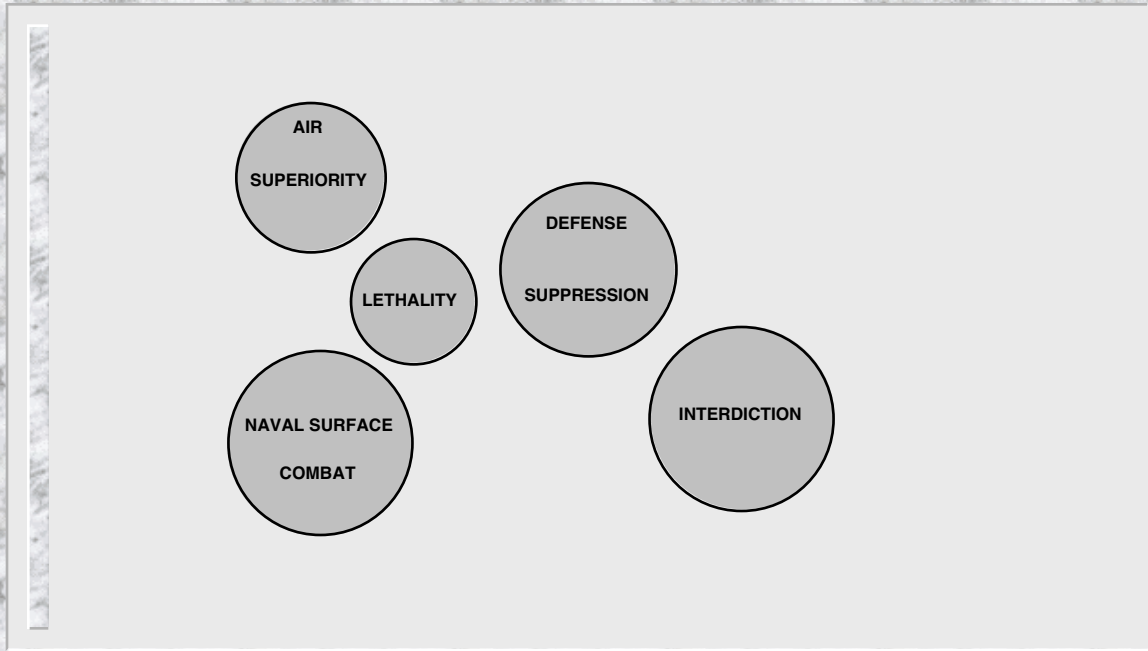 AIR
SUPERIORITY
DEFENSE
SUPPRESSION
LETHALITY
NAVAL SURFACE
COMBAT
INTERDICTION